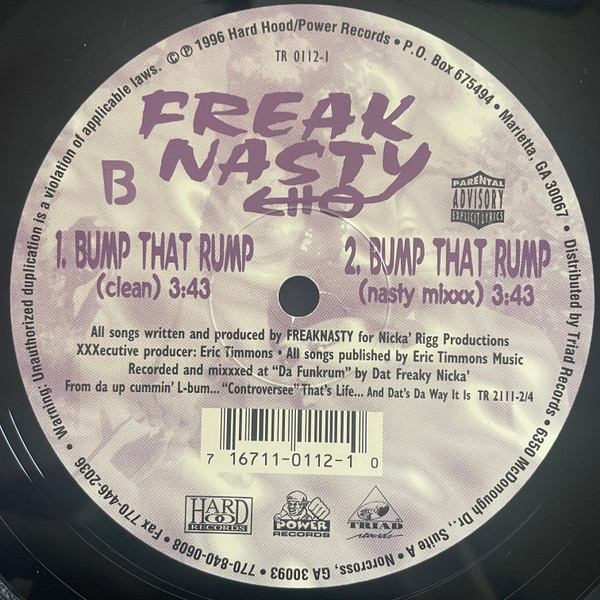 © ℗ 1996 Hard Hood/Power Records • P.O. Box 675494 • Marietta, GA 30067 • Distributed by Triad Records • 6350 McDonough Dr., Suite A • Norcross, GA 30093 • 770-840-0608 • Fax 770-446-2036 • Warning: Unauthorized duplication is a violation of applicable laws.
TR 0112-1
FREAK
NASTY
B
PARENTAL
ADVISORY
EXPLICIT LYRICS
1. BUMP THAT RUMP
(clean) 3:43
2. BUMP THAT RUMP
(nasty mixxx) 3:43
All songs written and produced by FREAKNASTY for Nicka' Rigg Productions
XXXecutive producer: Eric Timmons • All songs published by Eric Timmons Music
Recorded and mixxxed at "Da Funkrum" by Dat Freaky Nicka'
From da up cummin' L-bum... "Controversee" That's Life... And Dat's Da Way It Is TR 2111-2/4
7 16711-0112-1 0
HARD
HOOD
RECORDS
POWER
RECORDS
TRIAD
records